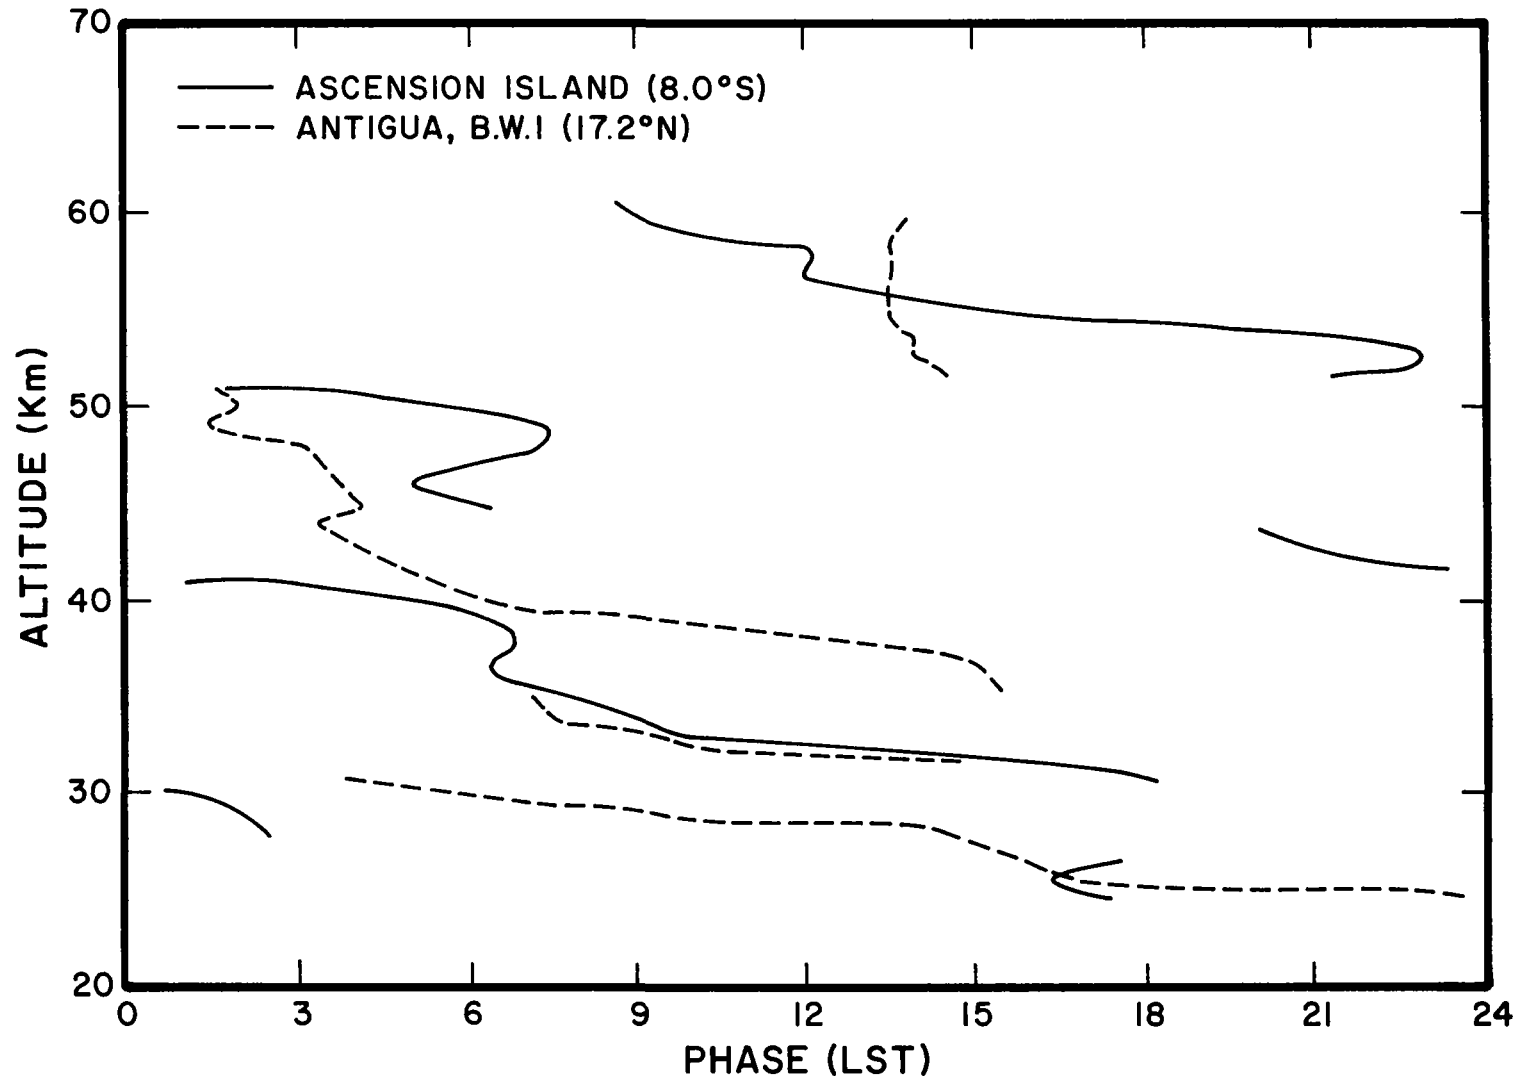 70
ASCENSION ISLAND (8.0°S)
ANTIGUA, B.W.I (17.2°N)
60
50
40
30
20
ALTITUDE (Km)
0 3 6 9 12 15 18 21 24
PHASE (LST)